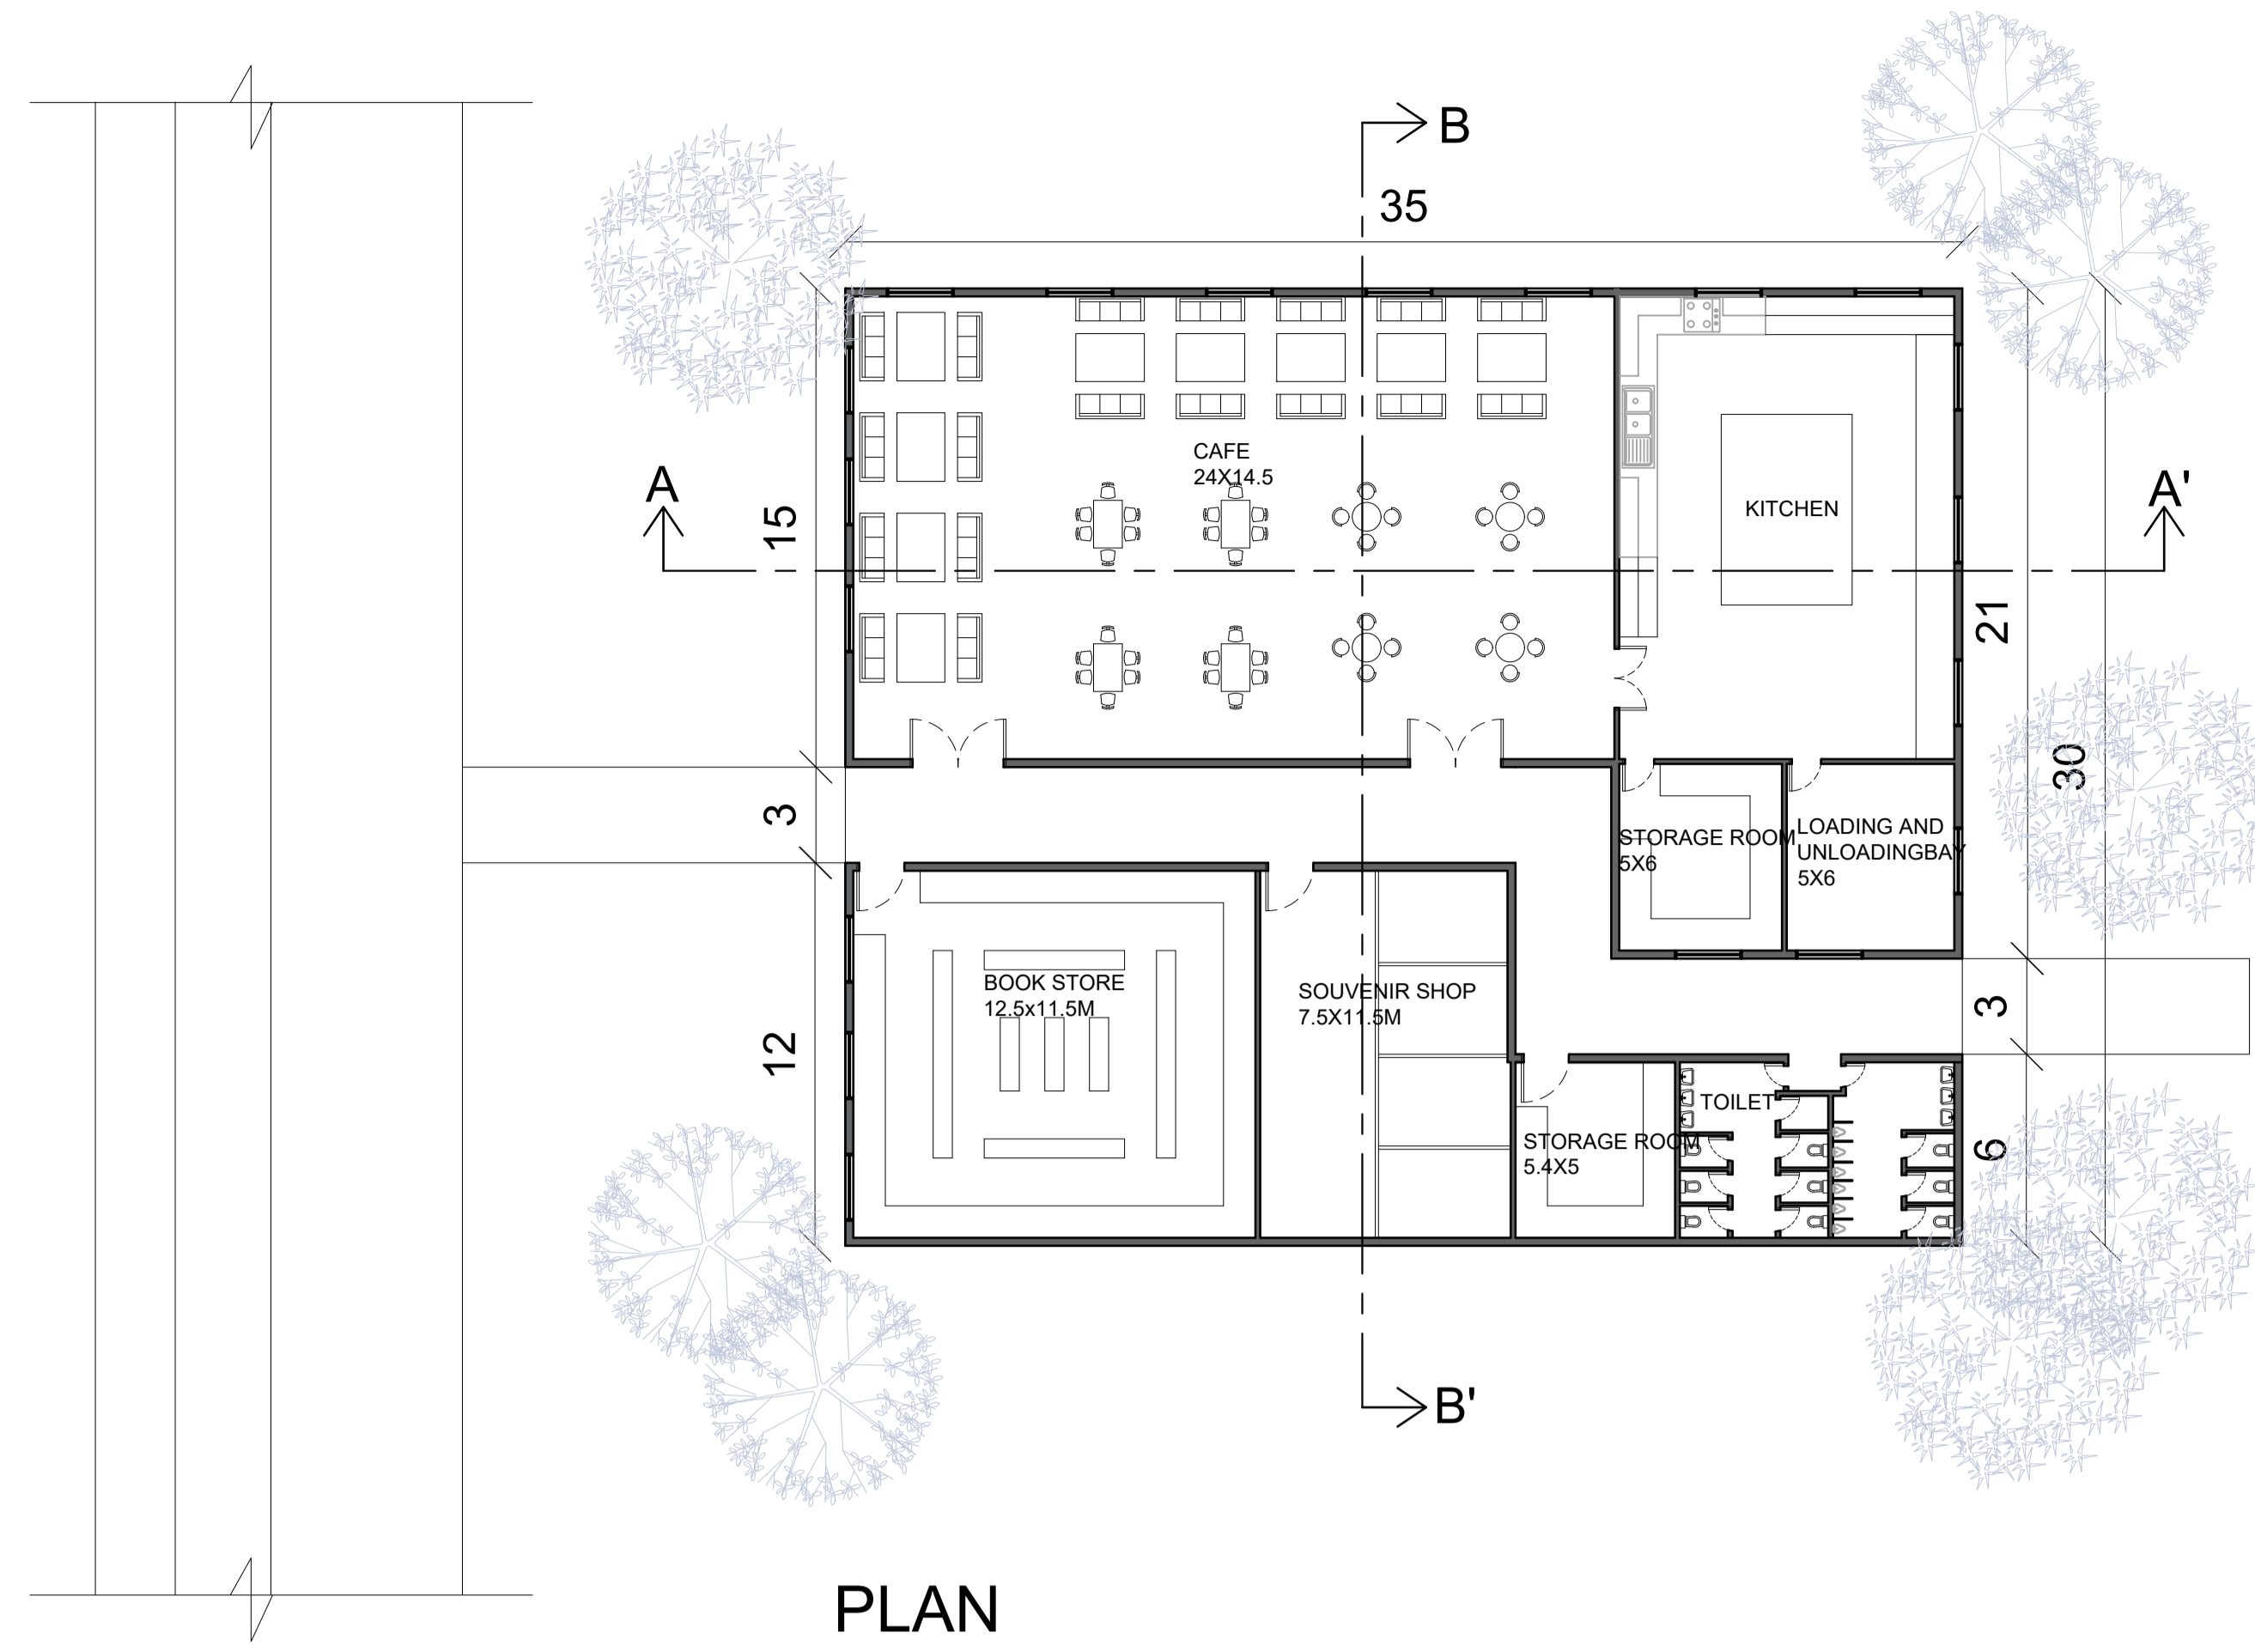 B
35
CAFE
24X14.5
A
A'
15
KITCHEN
21
30
3
STORAGE ROOM
5X6
LOADING AND
UNLOADINGBAY
5X6
BOOK STORE
12.5x11.5M
SOUVENIR SHOP
7.5X11.5M
3
12
TOILET
STORAGE ROOM
5.4X5
6
B'
PLAN